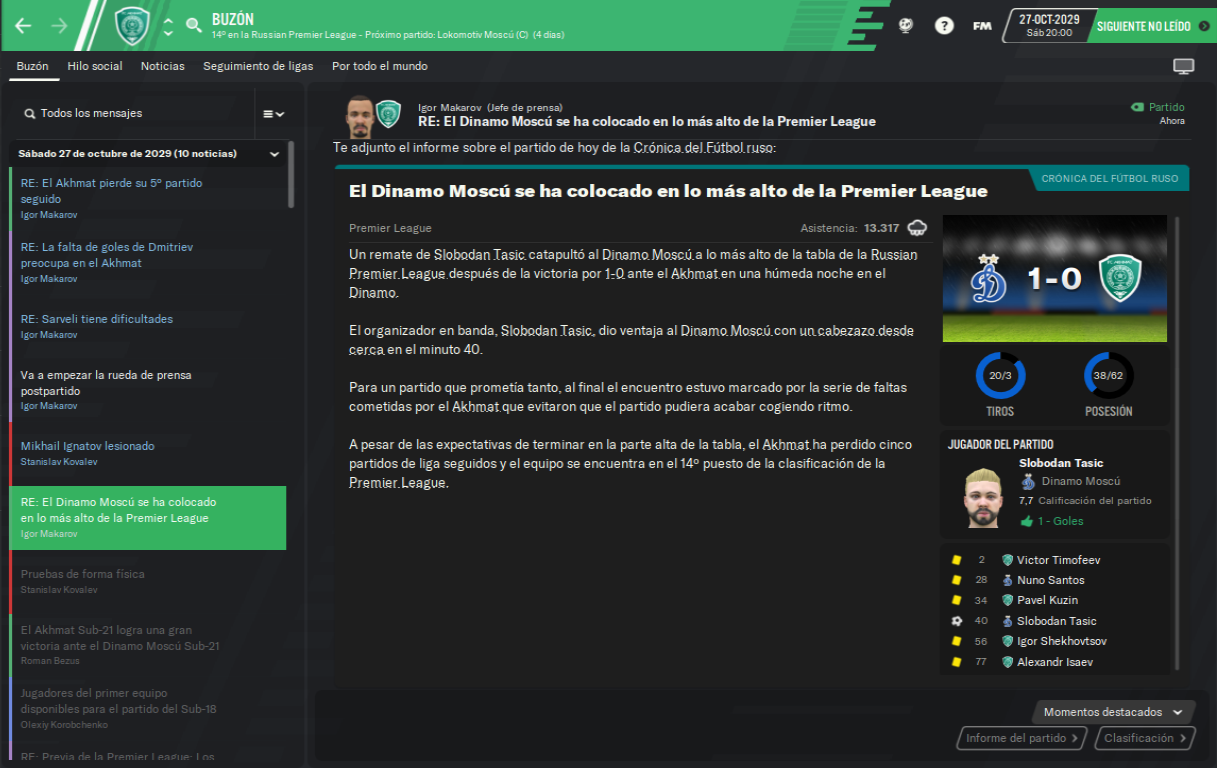 BUZÓN
14º en la Russian Premier League - Próximo partido: Lokomotiv Moscú (C) (4 días)
?
FM
27-OCT-2029
Sáb 20:00
SIGUIENTE NO LEÍDO
Buzón
Hilo social
Noticias
Seguimiento de ligas
Por todo el mundo
Todos los mensajes
Sábado 27 de octubre de 2029 (10 noticias)
RE: El Akhmat pierde su 5º partido
seguido
Igor Makarov
RE: La falta de goles de Dmitriev
preocupa en el Akhmat
Igor Makarov
RE: Sarveli tiene dificultades
Igor Makarov
Va a empezar la rueda de prensa
postpartido
Igor Makarov
Mikhail Ignatov lesionado
Stanislav Kovalev
RE: El Dinamo Moscú se ha colocado
en lo más alto de la Premier League
Igor Makarov
Pruebas de forma física
Stanislav Kovalev
El Akhmat Sub-21 logra una gran
victoria ante el Dinamo Moscú Sub-21
Roman Bezus
Jugadores del primer equipo
disponibles para el partido del Sub-18
Olexiy Korobchenko
RE: Previa de la Premier League: Los
Igor Makarov (Jefe de prensa)
RE: El Dinamo Moscú se ha colocado en lo más alto de la Premier League
Partido
Ahora
Te adjunto el informe sobre el partido de hoy de la Crónica del Fútbol ruso:
El Dinamo Moscú se ha colocado en lo más alto de la Premier League
CRÓNICA DEL FÚTBOL RUSO
Premier League
Asistencia: 13.317
Un remate de Slobodan Tasic catapultó al Dinamo Moscú a lo más alto de la tabla de la Russian
Premier League después de la victoria por 1-0 ante el Akhmat en una húmeda noche en el
Dinamo.
El organizador en banda, Slobodan Tasic, dio ventaja al Dinamo Moscú con un cabezazo desde
cerca en el minuto 40.
Para un partido que prometía tanto, al final el encuentro estuvo marcado por la serie de faltas
cometidas por el Akhmat que evitaron que el partido pudiera acabar cogiendo ritmo.
A pesar de las expectativas de terminar en la parte alta de la tabla, el Akhmat ha perdido cinco
partidos de liga seguidos y el equipo se encuentra en el 14º puesto de la clasificación de la
Premier League.
1-0
20/3
38/62
TIROS
POSESIÓN
JUGADOR DEL PARTIDO
Slobodan Tasic
Dinamo Moscú
7,7 Calificación del partido
1 - Goles
2 Victor Timofeev
28 Nuno Santos
34 Pavel Kuzin
40 Slobodan Tasic
56 Igor Shekhovtsov
77 Alexandr Isaev
Momentos destacados
Informe del partido
Clasificación